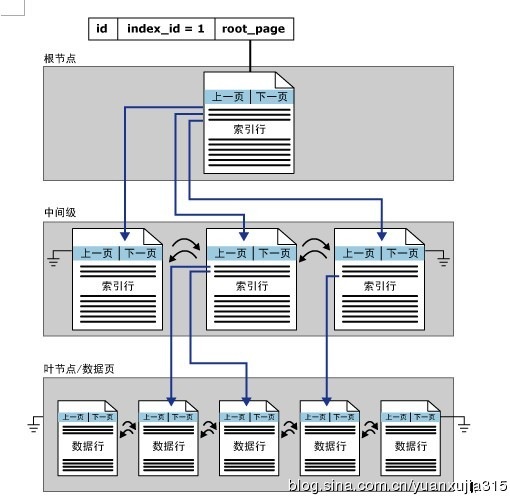 id index_id = 1 root_page
根节点
上一页 下一页
索引行
中间级
上一页 下一页 上一页 下一页 上一页 下一页
索引行 索引行 索引行
叶节点/数据页
上一页 下一页 上一页 下一页 上一页 下一页 上一页 下一页 上一页 下一页
数据行 数据行 数据行 数据行 数据行
blog.sina.com.cn/yuanxujia315